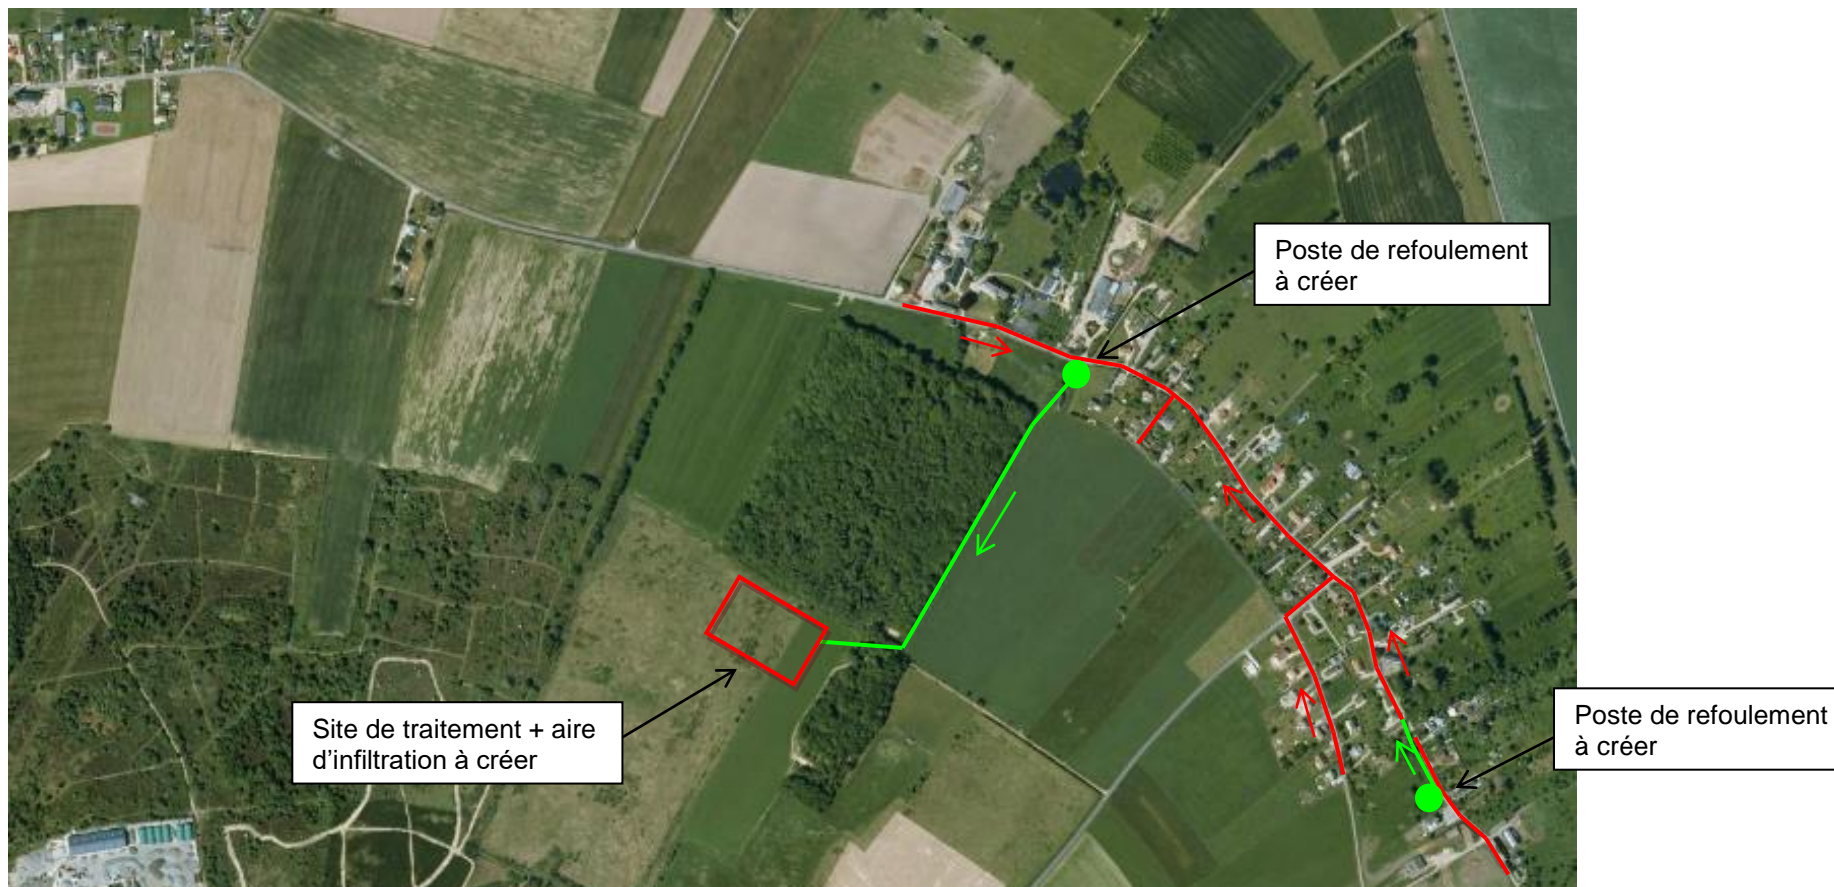 Poste de refoulement
à créer
Site de traitement + aire
d'infiltration à créer
Poste de refoulement
à créer